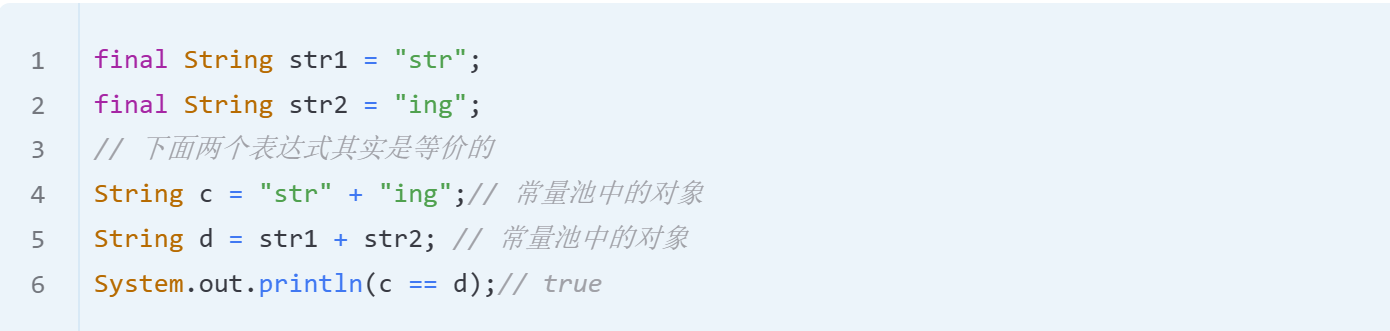 1 final String str1 = "str";
2 final String str2 = "ing";
3 // 下面两个表达式其实是等价的
4 String c = "str" + "ing";// 常量池中的对象
5 String d = str1 + str2; // 常量池中的对象
6 System.out.println(c == d);// true